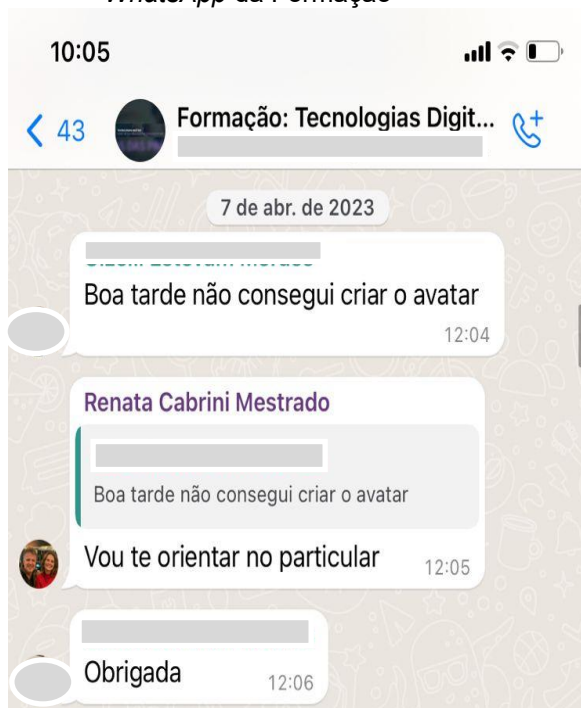 WhatsApp da Formação
10:05
43
Formação: Tecnologias Digit...
7 de abr. de 2023
Boa tarde não consegui criar o avatar
12:04
Renata Cabrini Mestrado
Boa tarde não consegui criar o avatar
Vou te orientar no particular
12:05
Obrigada
12:06